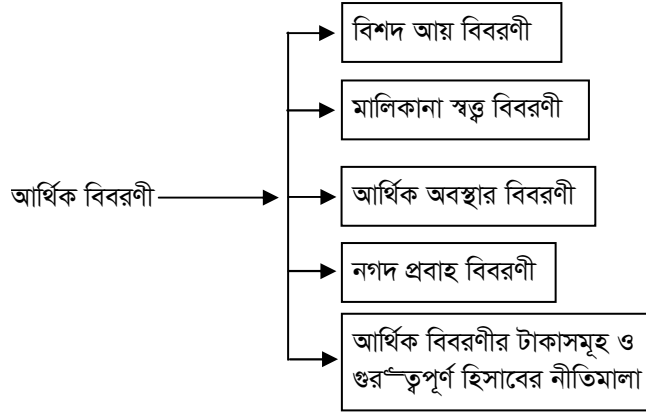 বিশদ আয় বিবরণী
মালিকানা স্বত্ত্ব বিবরণী
আর্থিক বিবরণী
আর্থিক অবস্থার বিবরণী
নগদ প্রবাহ বিবরণী
আর্থিক বিবরণীর টাকাসমূহ ও
গুরুত্বপূর্ণ হিসাবের নীতিমালা